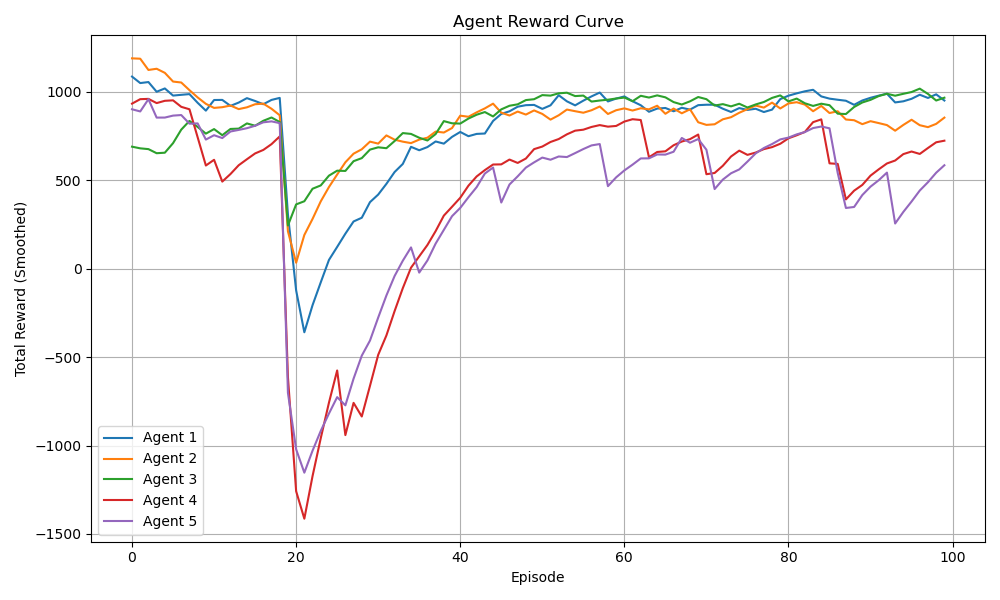 Agent Reward Curve
Total Reward (Smoothed)
1000
500
0
−500
−1000
−1500
Agent 1
Agent 2
Agent 3
Agent 4
Agent 5
0 20 40 60 80 100
Episode